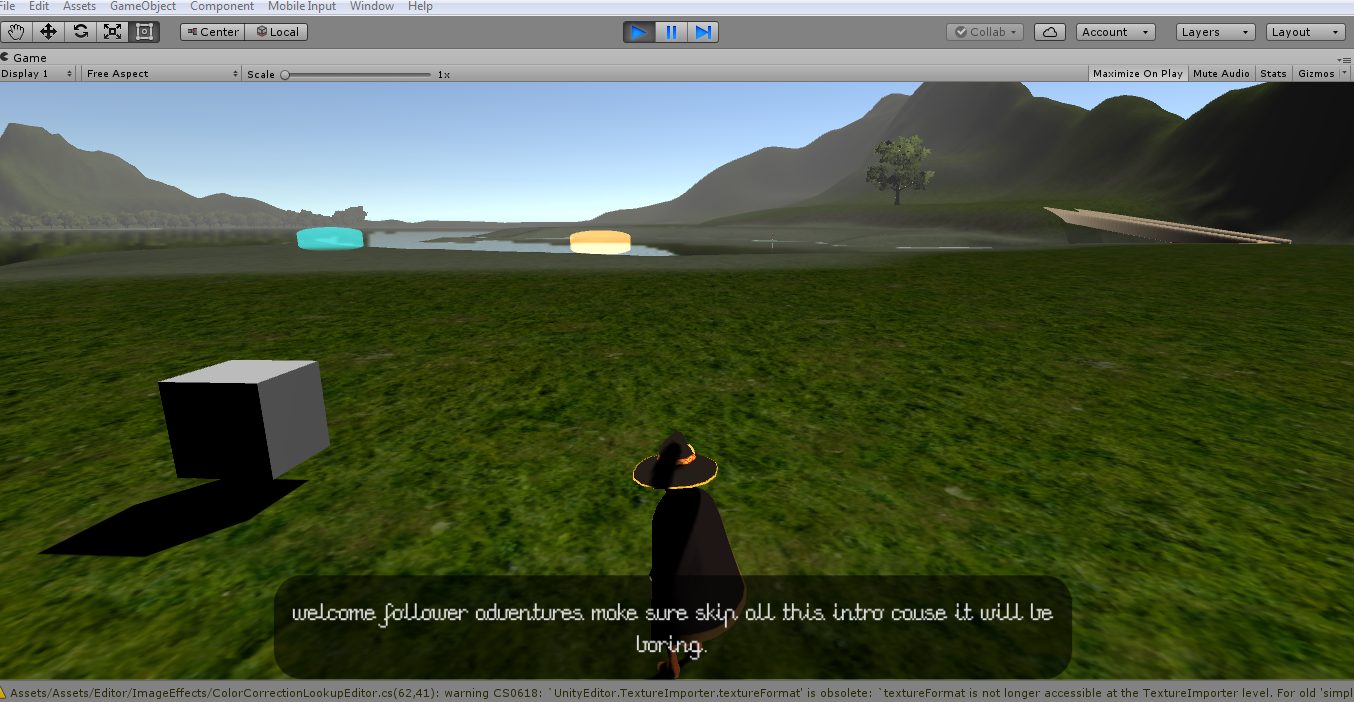 File Edit Assets GameObject Component Mobile Input Window Help
Center Local Collab Account Layers Layout
Game
Display 1 Free Aspect Scale 1x Maximize On Play Mute Audio Stats Gizmos
welcome follower adventures make sure skip all this intro cause it will be
boring.
Assets/Assets/Editor/ImageEffects/ColorCorrectionLookupEditor.cs(62,41): warning CS0618: `UnityEditor.TextureImporter.textureFormat' is obsolete: `textureFormat is not longer accessible at the TextureImporter level. For old 'simpl